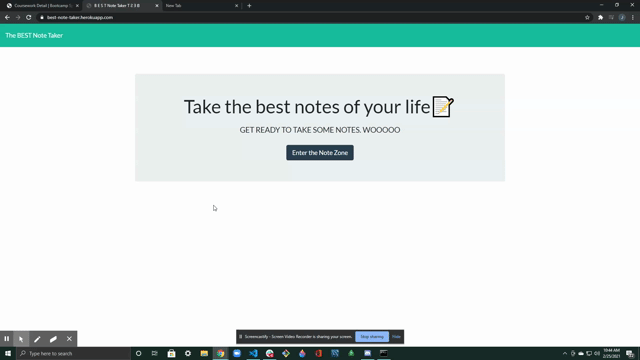 Coursework Detail | Bootcamp
B E S T Note Taker T E 3 B
New Tab
best-note-taker.herokuapp.com
The BEST Note Taker
Take the best notes of your life
GET READY TO TAKE SOME NOTES. WOOOOO
Enter the Note Zone
Screencastify - Screen Video Recorder is sharing your screen.
Stop sharing
Hide
Type here to search
10:44 AM
2/25/2021